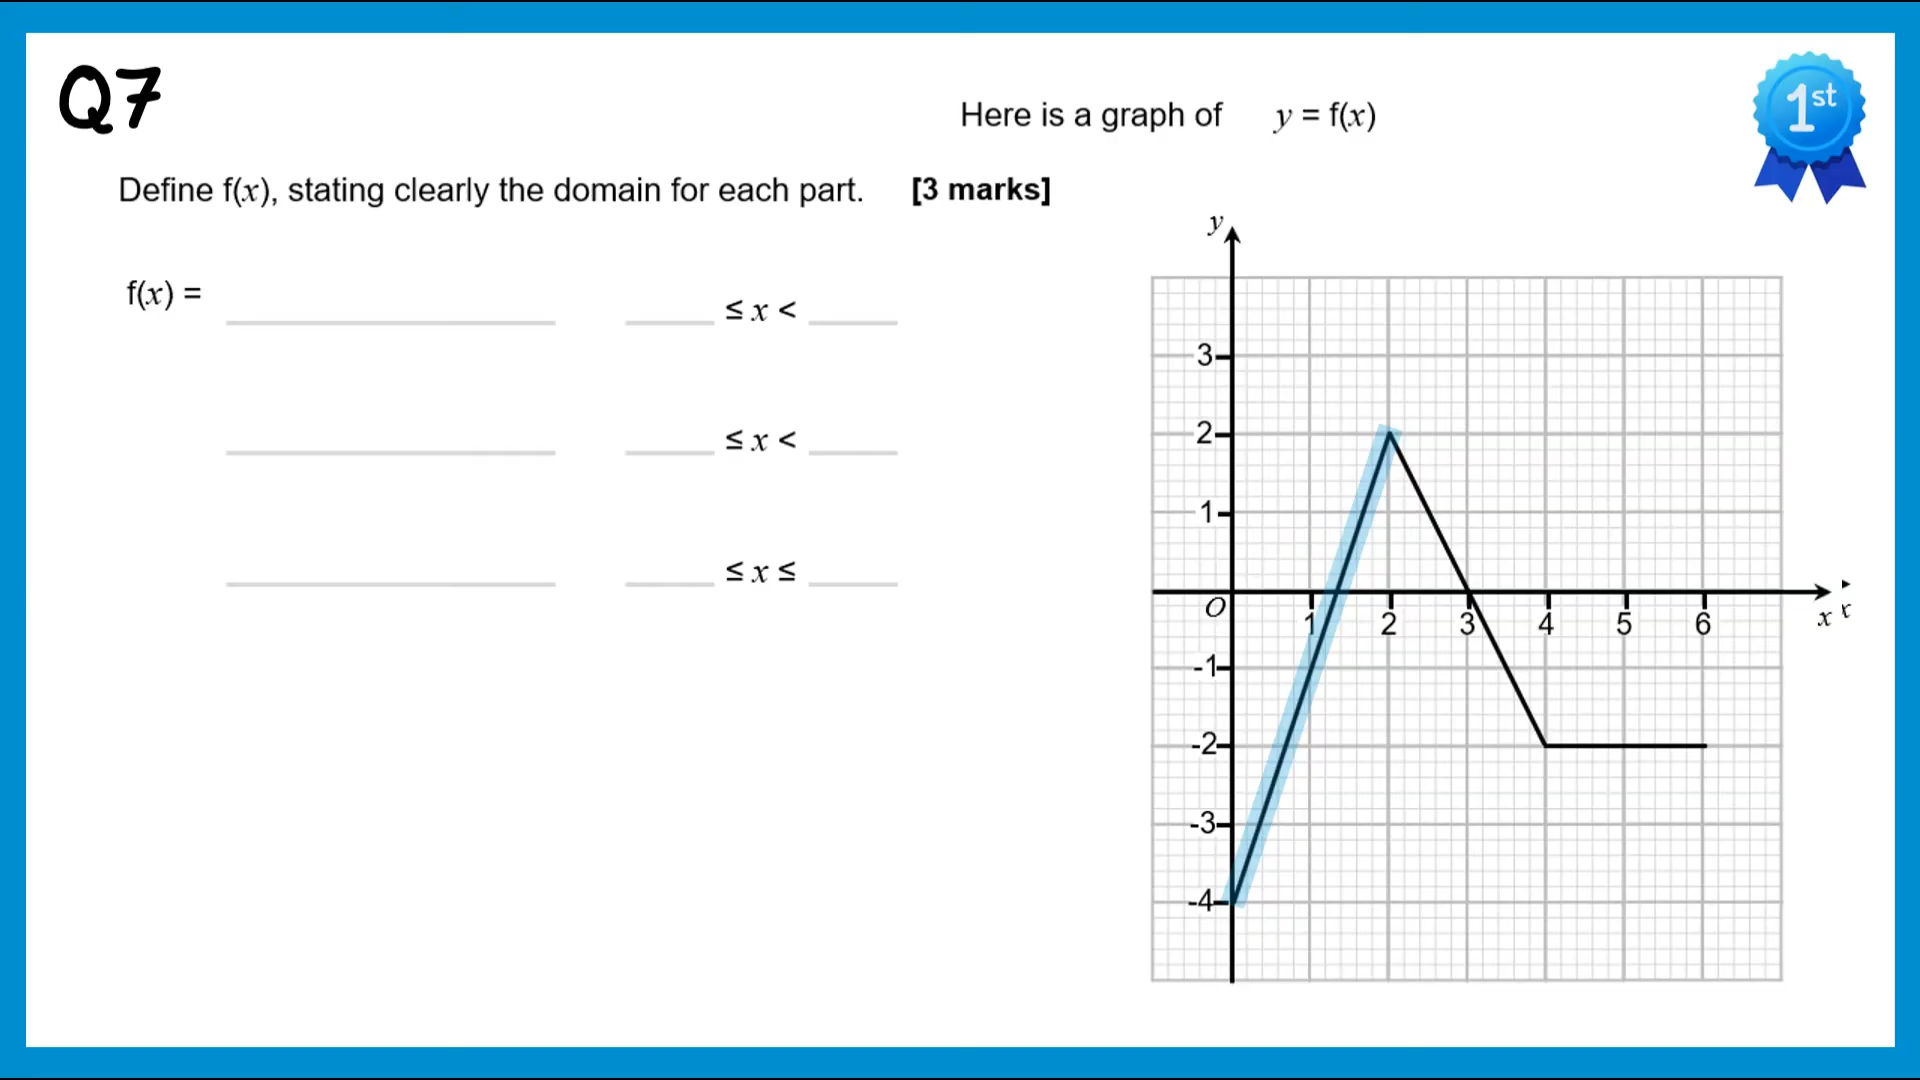 Q7
Here is a graph of y = f(x)
1st
Define f(x), stating clearly the domain for each part. [3 marks]
f(x) =
≤ x <
≤ x <
≤ x ≤
y
3
2
1
O
1 2 3 4 5 6
x x
-1
-2
-3
-4